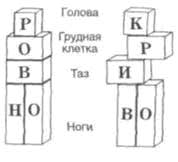 Голова
Р К
Грудная
клетка
О Р
В Таз И
Н О В О
Ноги